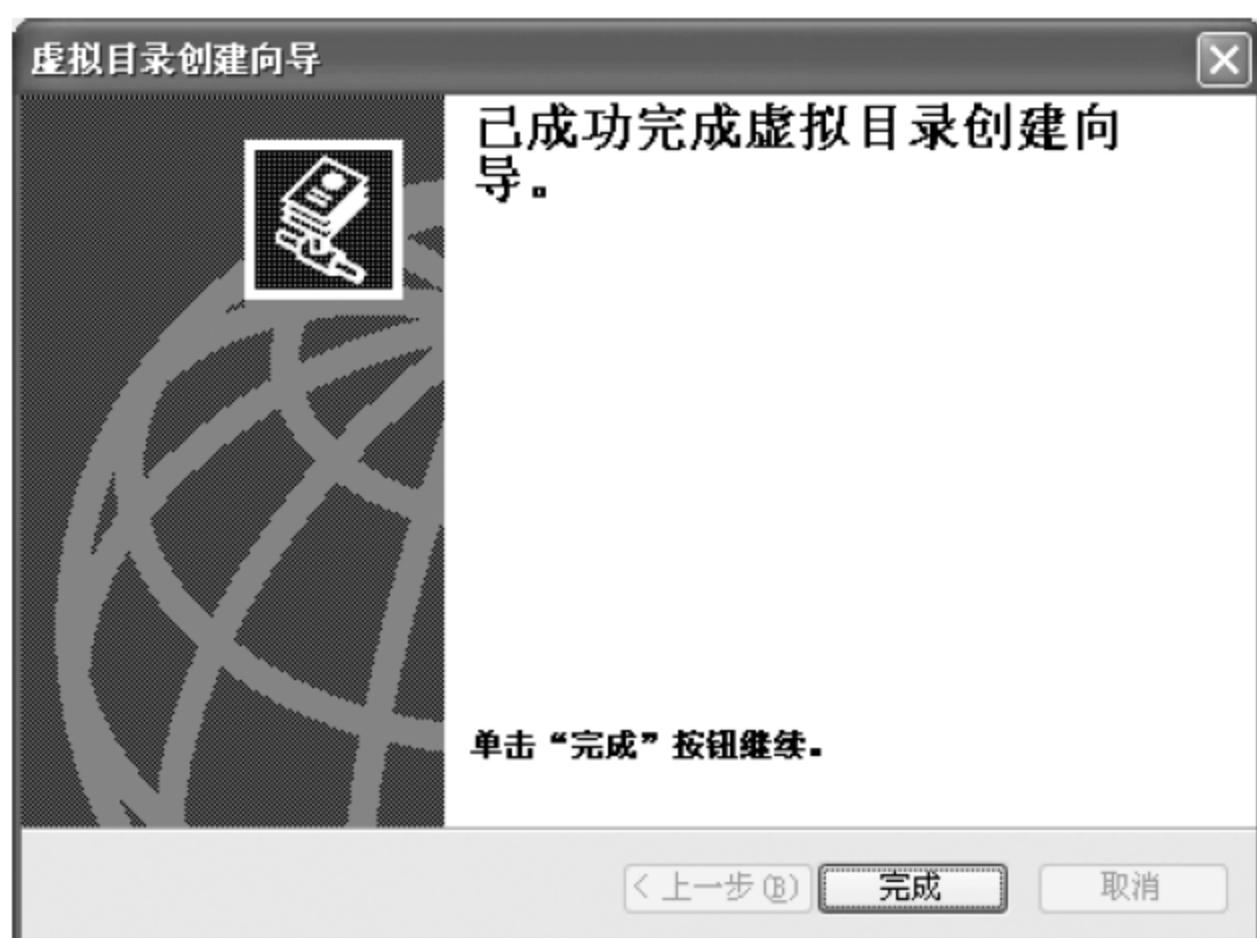 虚拟目录创建向导
已成功完成虚拟目录创建向
导。
单击“完成”按钮继续。
< 上一步(B)
完成
取消